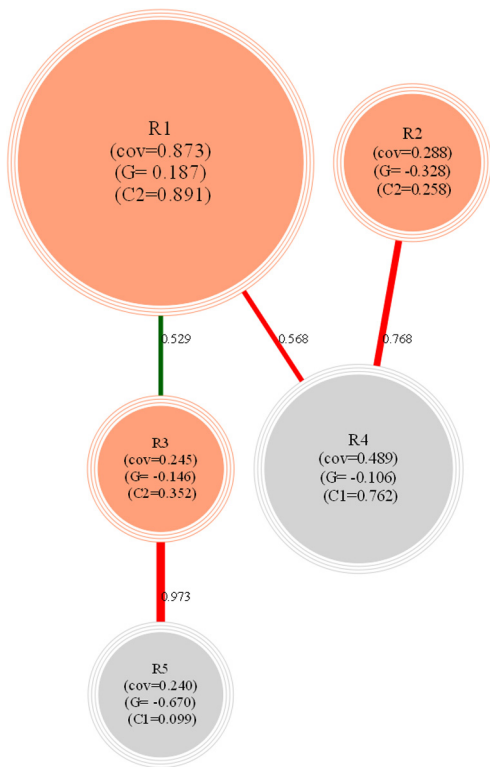 R1
(cov=0.873)
(G= 0.187)
(C2=0.891)
R2
(cov=0.288)
(G= -0.328)
(C2=0.258)
0.529
0.568
0.768
R3
(cov=0.245)
(G= -0.146)
(C2=0.352)
R4
(cov=0.489)
(G= -0.106)
(C1=0.762)
0.973
R5
(cov=0.240)
(G= -0.670)
(C1=0.099)